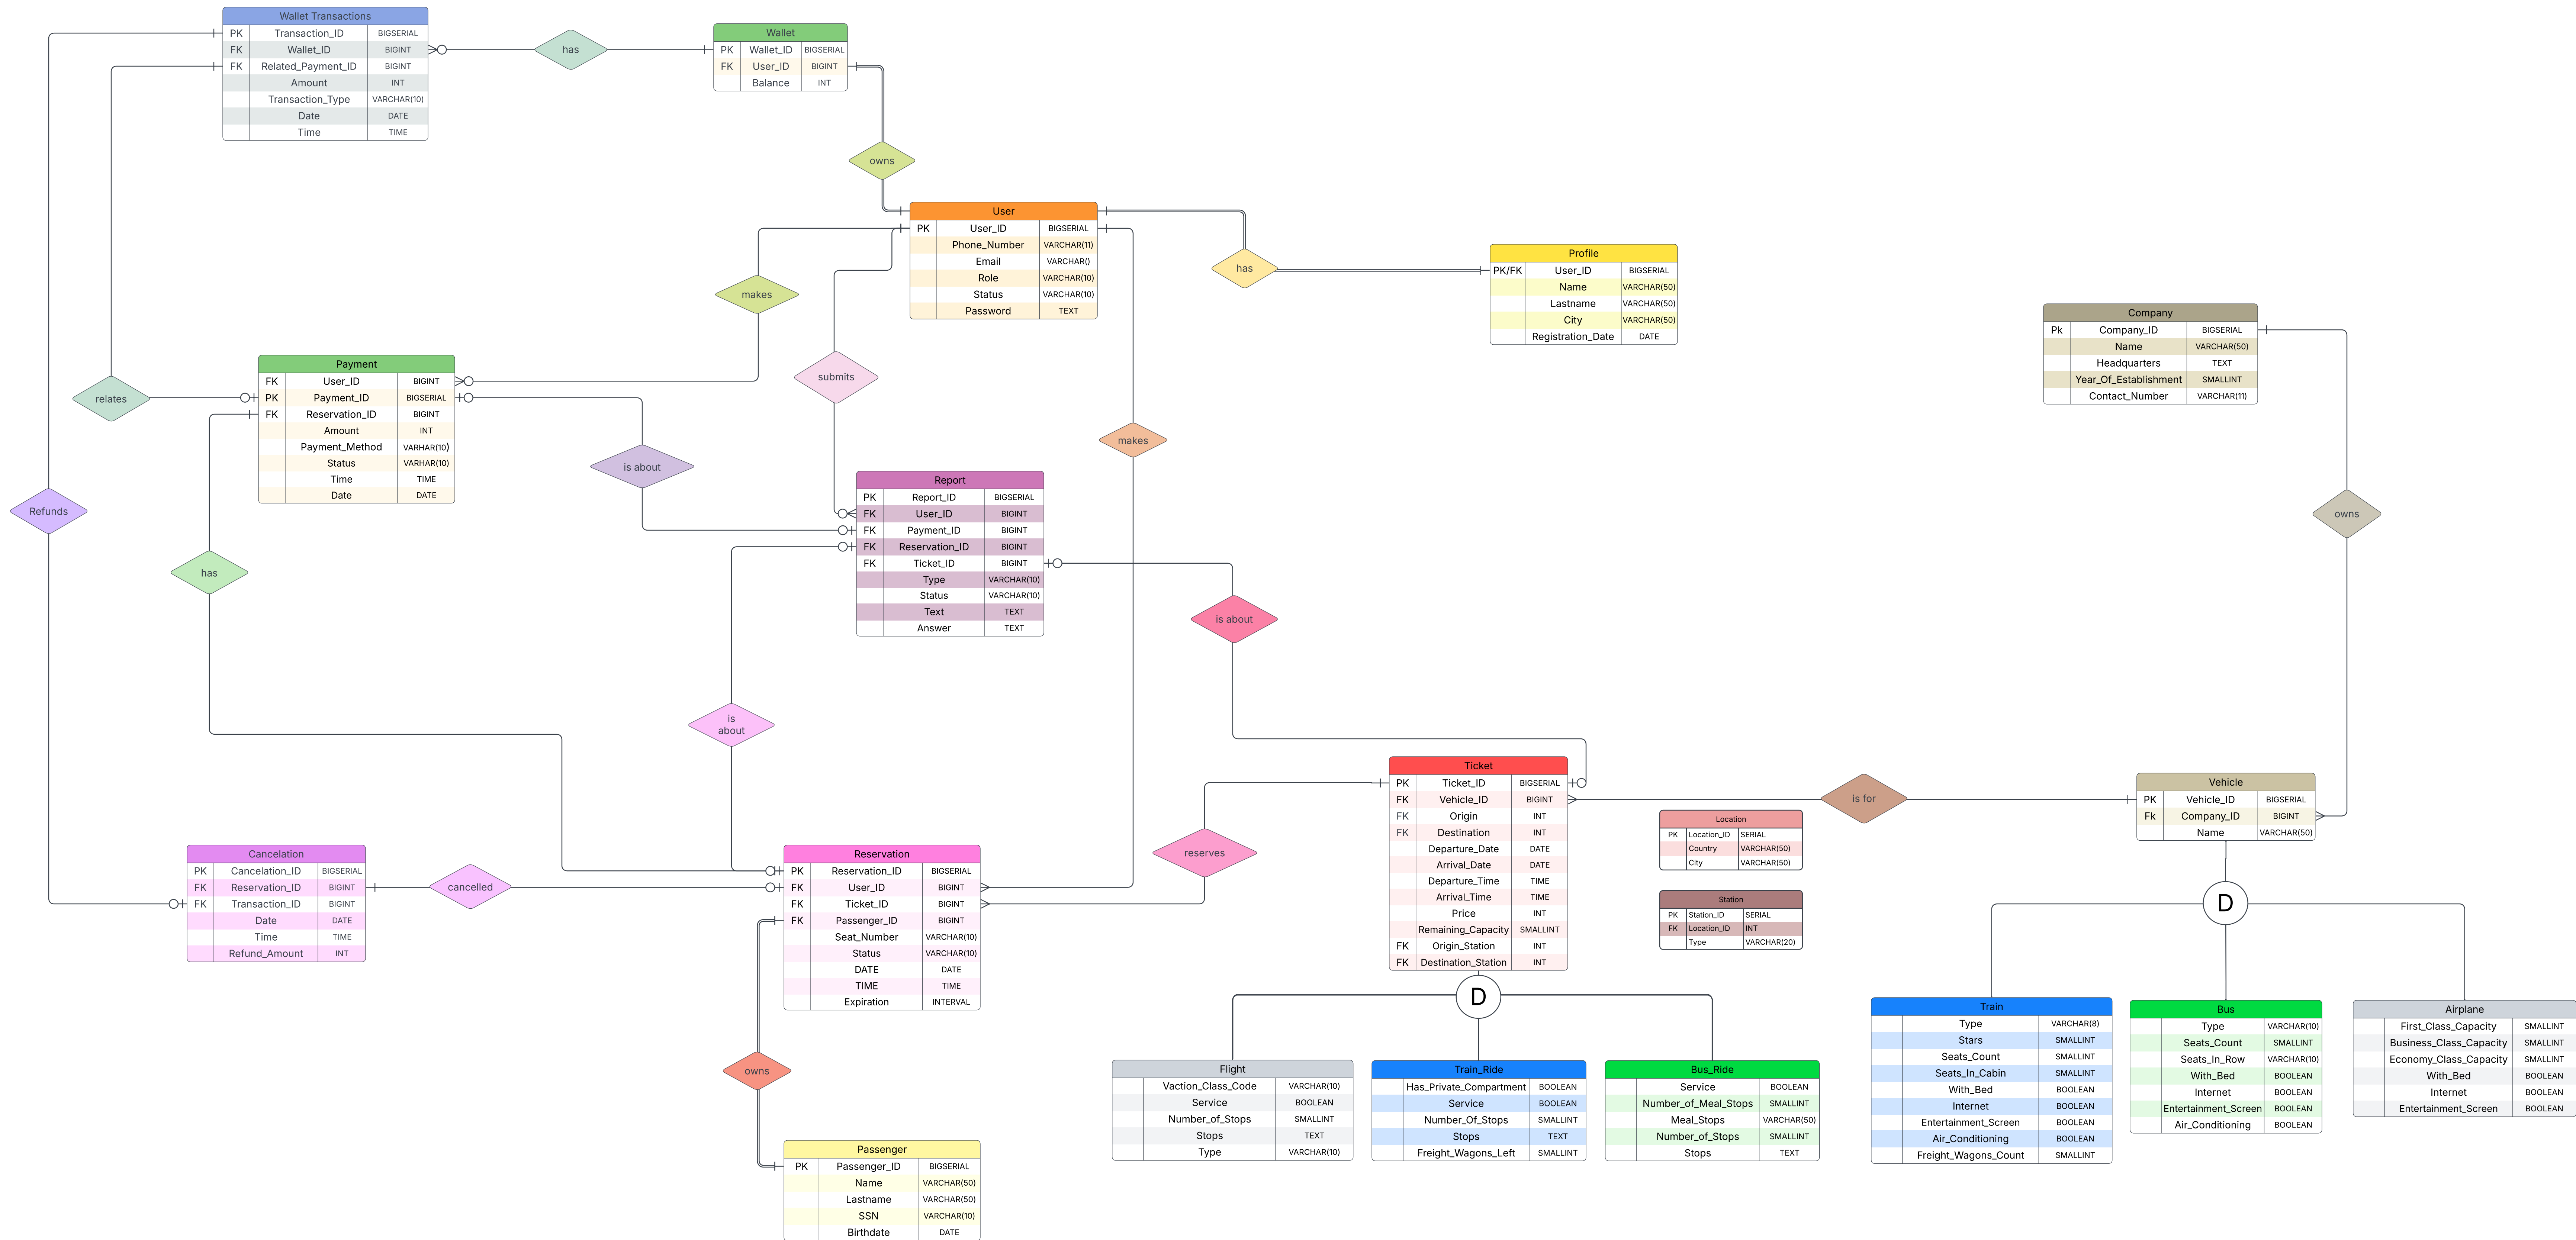 Wallet Transactions
PK Transaction_ID BIGSERIAL
FK Wallet_ID BIGINT
FK Related_Payment_ID BIGINT
Amount INT
Transaction_Type VARCHAR(10)
Date DATE
Time TIME
has
Wallet
PK Wallet_ID BIGSERIAL
FK User_ID BIGINT
Balance INT
owns
User
PK User_ID BIGSERIAL
Phone_Number VARCHAR(11)
Email VARCHAR()
Role VARCHAR(10)
Status VARCHAR(10)
Password TEXT
has
Profile
PK/FK User_ID BIGSERIAL
Name VARCHAR(50)
Lastname VARCHAR(50)
City VARCHAR(50)
Registration_Date DATE
makes
submits
makes
Company
Pk Company_ID BIGSERIAL
Name VARCHAR(50)
Headquarters TEXT
Year_Of_Establishment SMALLINT
Contact_Number VARCHAR(11)
owns
relates
Payment
FK User_ID BIGINT
PK Payment_ID BIGSERIAL
FK Reservation_ID BIGINT
Amount INT
Payment_Method VARHAR(10)
Status VARHAR(10)
Time TIME
Date DATE
is about
Refunds
has
Report
PK Report_ID BIGSERIAL
FK User_ID BIGINT
FK Payment_ID BIGINT
FK Reservation_ID BIGINT
FK Ticket_ID BIGINT
Type VARCHAR(10)
Status VARCHAR(10)
Text TEXT
Answer TEXT
is about
is
about
Ticket
PK Ticket_ID BIGSERIAL
FK Vehicle_ID BIGINT
FK Origin INT
FK Destination INT
Departure_Date DATE
Arrival_Date DATE
Departure_Time TIME
Arrival_Time TIME
Price INT
Remaining_Capacity SMALLINT
FK Origin_Station INT
FK Destination_Station INT
Location
PK Location_ID SERIAL
Country VARCHAR(50)
City VARCHAR(50)
Station
PK Station_ID SERIAL
FK Location_ID INT
Type VARCHAR(20)
is for
Vehicle
PK Vehicle_ID BIGSERIAL
Fk Company_ID BIGINT
Name VARCHAR(50)
reserves
Cancelation
PK Cancelation_ID BIGSERIAL
FK Reservation_ID BIGINT
FK Transaction_ID BIGINT
Date DATE
Time TIME
Refund_Amount INT
cancelled
Reservation
PK Reservation_ID BIGSERIAL
FK User_ID BIGINT
FK Ticket_ID BIGINT
FK Passenger_ID BIGINT
Seat_Number VARCHAR(10)
Status VARCHAR(10)
DATE DATE
TIME TIME
Expiration INTERVAL
owns
Passenger
PK Passenger_ID BIGSERIAL
Name VARCHAR(50)
Lastname VARCHAR(50)
SSN VARCHAR(10)
Birthdate DATE
D
Flight
Vaction_Class_Code VARCHAR(10)
Service BOOLEAN
Number_of_Stops SMALLINT
Stops TEXT
Type VARCHAR(10)
Train_Ride
Has_Private_Compartment BOOLEAN
Service BOOLEAN
Number_Of_Stops SMALLINT
Stops TEXT
Freight_Wagons_Left SMALLINT
Bus_Ride
Service BOOLEAN
Number_of_Meal_Stops SMALLINT
Meal_Stops VARCHAR(50)
Number_of_Stops SMALLINT
Stops TEXT
D
Train
Type VARCHAR(8)
Stars SMALLINT
Seats_Count SMALLINT
Seats_In_Cabin SMALLINT
With_Bed BOOLEAN
Internet BOOLEAN
Entertainment_Screen BOOLEAN
Air_Conditioning BOOLEAN
Freight_Wagons_Count SMALLINT
Bus
Type VARCHAR(10)
Seats_Count SMALLINT
Seats_In_Row VARCHAR(10)
With_Bed BOOLEAN
Internet BOOLEAN
Entertainment_Screen BOOLEAN
Air_Conditioning BOOLEAN
Airplane
First_Class_Capacity SMALLINT
Business_Class_Capacity SMALLINT
Economy_Class_Capacity SMALLINT
With_Bed BOOLEAN
Internet BOOLEAN
Entertainment_Screen BOOLEAN